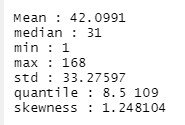 Mean : 42.0991
median : 31
min : 1
max : 168
std : 33.27597
quantile : 8.5 109
skewness : 1.248104